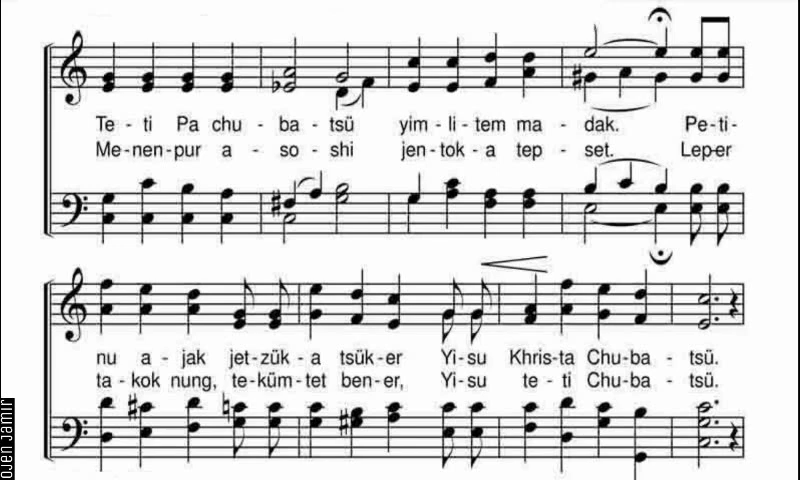 Te - ti Pa chu - ba - tsü yim - li - tem ma - dak. Pe - ti -
Me - nen - pur a - so - shi jen - tok - a tep - set. Lep-er
nu a - jak jet - zük - a tsük - er Yi - su Khris - ta Chu - ba - tsü.
ta - kok nung, te - küm - tet ben - er, Yi - su te - ti Chu - ba - tsü.
OJEN JAMIR